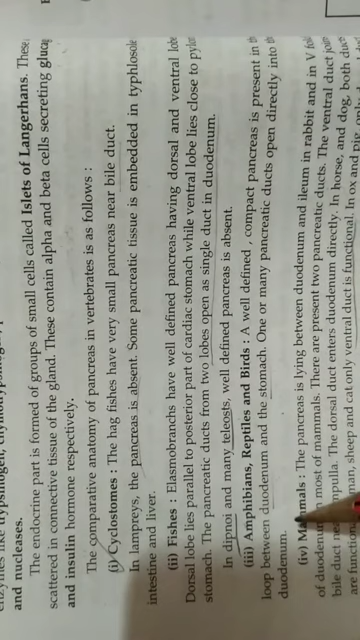 and nucleases.
The endocrine part is formed of groups of small cells called Islets of Langerhans. These
scattered in connective tissue of the gland. These contain alpha and beta cells secreting
and insulin hormone respectively.
The comparative anatomy of pancreas in vertebrates is as follows :
(i) Cyclostomes : The hag fishes have very small pancreas near bile duct.
In lampreys, the pancreas is absent. Some pancreatic tissue is embedded in typhlosole
intestine and liver.
(ii) Fishes : Elasmobranchs have well defined pancreas having dorsal and ventral
Dorsal lobe lies parallel to posterior part of cardiac stomach while ventral lobe lies close to
stomach. The pancreatic ducts from two lobes open as single duct in duodenum.
In dipnoi and many teleosts, well defined pancreas is absent.
(iii) Amphibians, Reptiles and Birds : A well defined , compact pancreas is present in
loop between duodenum and the stomach. One or many pancreatic ducts open directly into
duodenum.
(iv) : The pancreas is lying between duodenum and ileum in rabbit and in V
of most of mammals. There are present two pancreatic ducts. The ventral duct
bile duct The dorsal duct enters duodenum directly. In horse, and dog, both
are man, sheep and cat only ventral duct is functional. In ox and pig